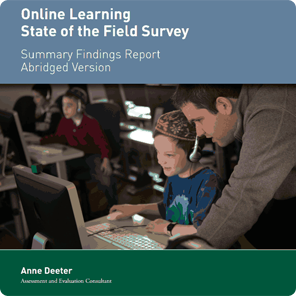 Online Learning
State of the Field Survey
Summary Findings Report
Abridged Version
Anne Deeter
Assessment and Evaluation Consultant